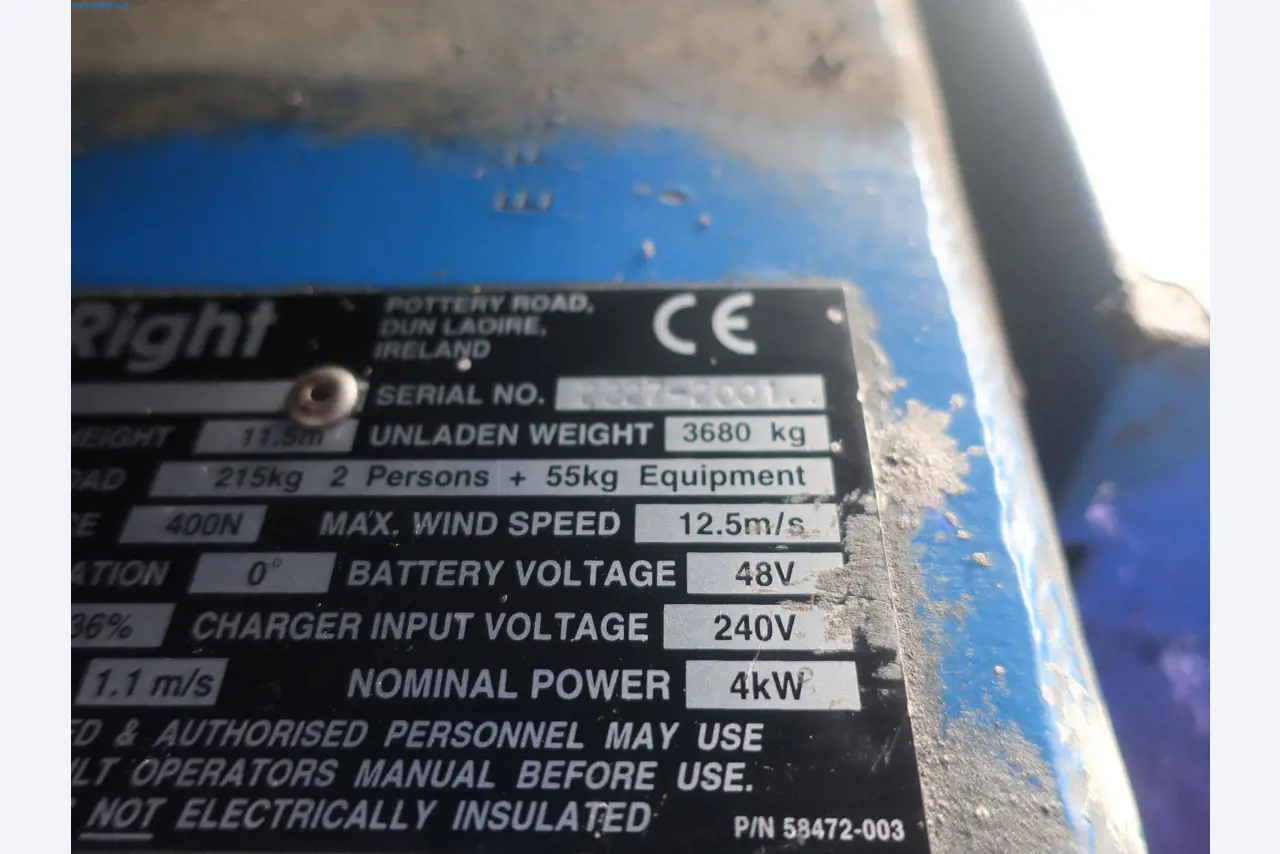 Right
POTTERY ROAD,
DUN LAOIRE,
IRELAND
CE
SERIAL NO.
EIGHT 11.5m UNLADEN WEIGHT 3680 kg
OAD 215kg 2 Persons + 55kg Equipment
CE 400N MAX. WIND SPEED 12.5m/s
ATION 0° BATTERY VOLTAGE 48V
36% CHARGER INPUT VOLTAGE 240V
1.1 m/s NOMINAL POWER 4kW
ED & AUTHORISED PERSONNEL MAY USE
LT OPERATORS MANUAL BEFORE USE.
NOT ELECTRICALLY INSULATED
P/N 58472-003